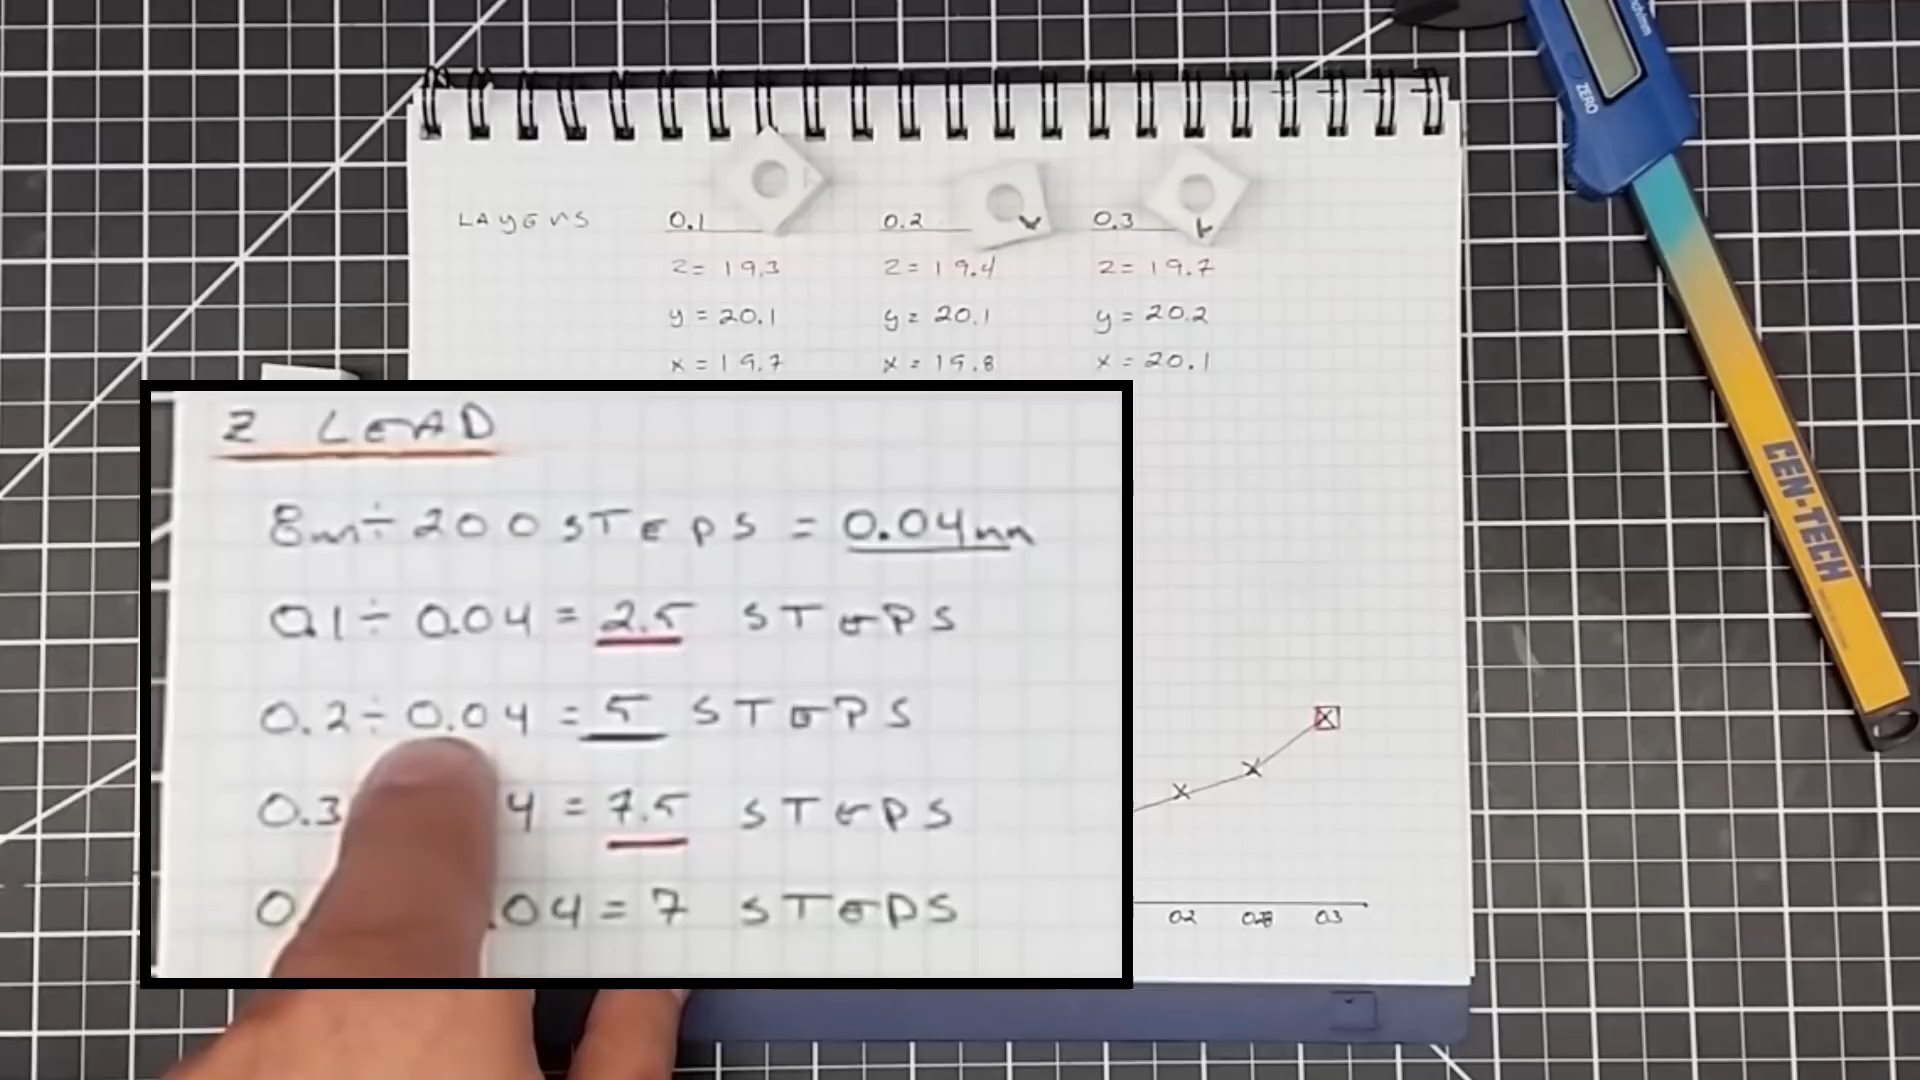 LAYERS 0.1 0.2 0.3
z= 19.3 z= 19.4 z= 19.7
y= 20.1 y= 20.1 y= 20.2
x= 19.7 x= 19.8 x= 20.1
Z LEAD
8mm÷200 STEPS = 0.04mm
0.1÷0.04 = 2.5 STEPS
0.2÷0.04 = 5 STEPS
0.3 4 = 7.5 STEPS
0. .04 = 7 STEPS
0.2 0.28 0.3
ZERO
CEN-TECH